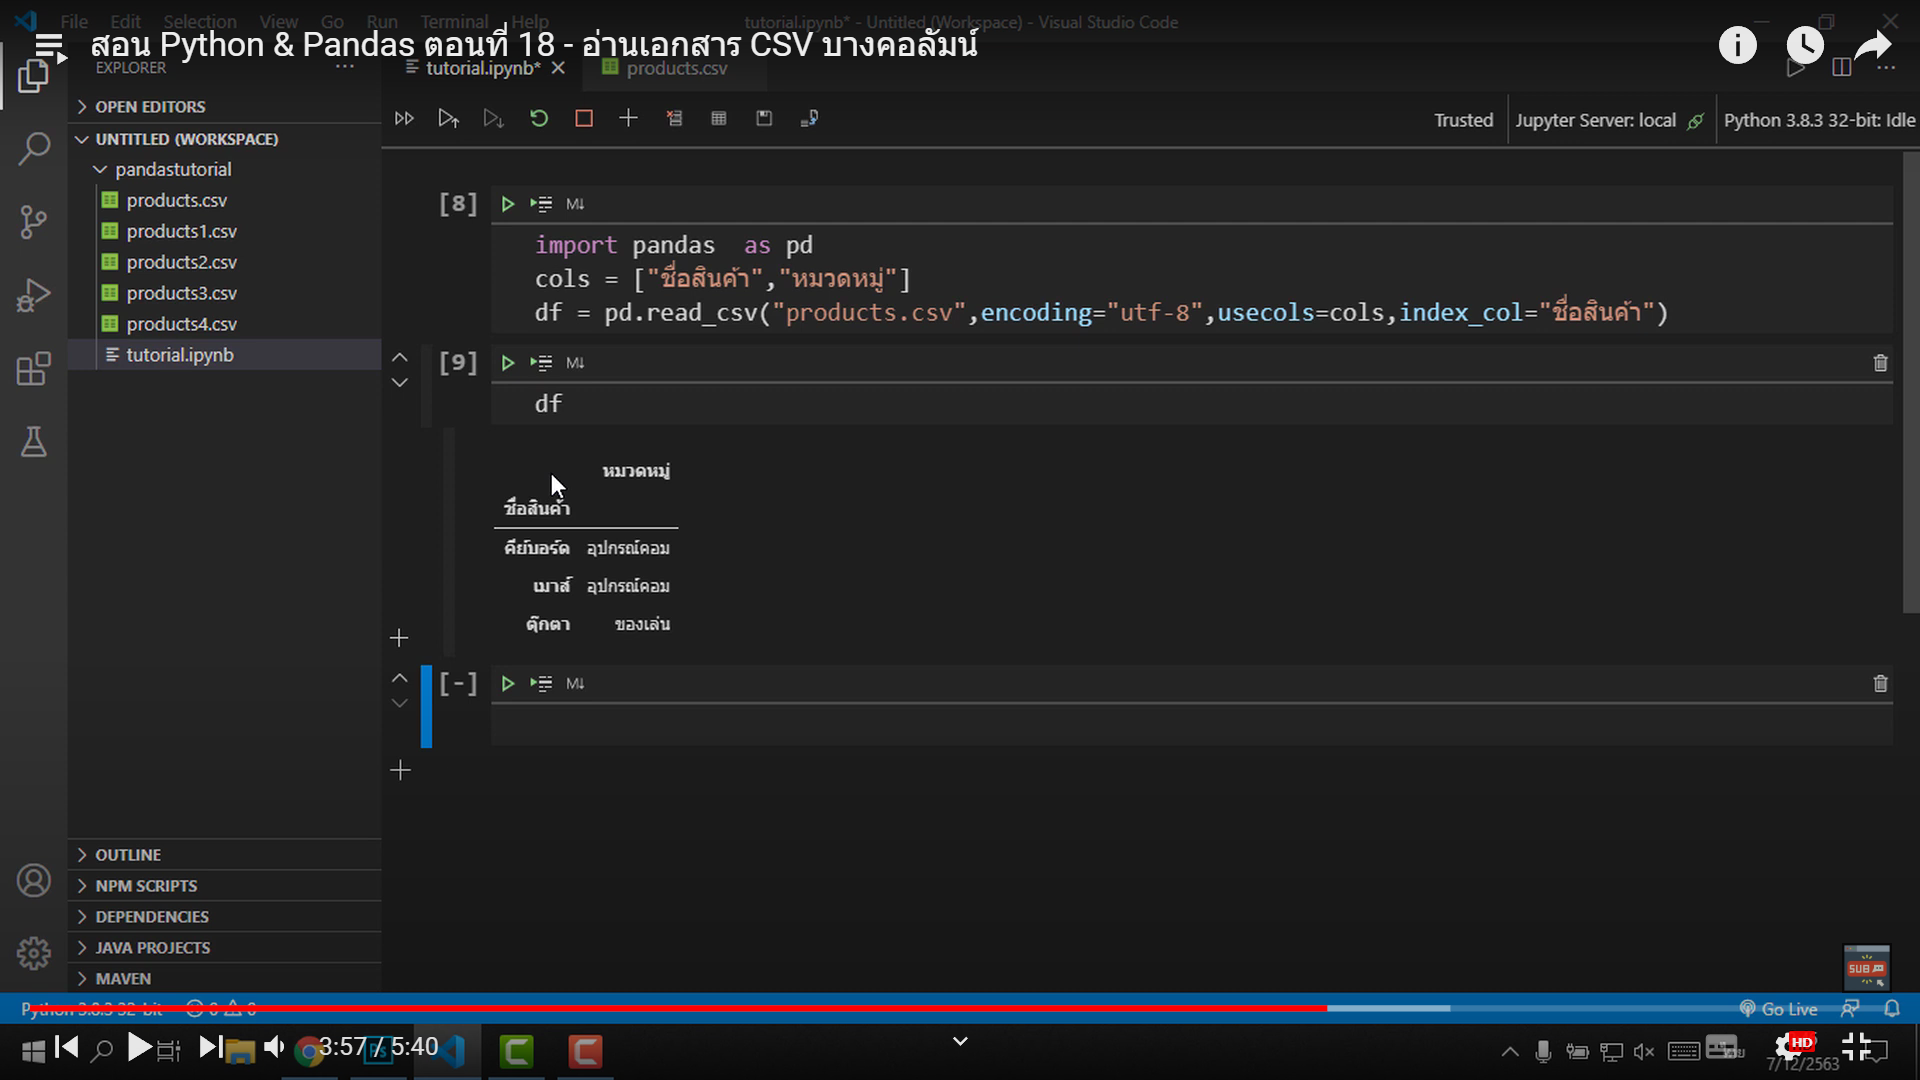 File Edit Selection View Go Run Terminal Help
tutorial.ipynb* - Untitled (Workspace) - Visual Studio Code
สอน Python & Pandas ตอนที่ 18 - อ่านเอกสาร CSV บางคอลัมน์
EXPLORER
tutorial.ipynb*
products.csv
OPEN EDITORS
UNTITLED (WORKSPACE)
pandastutorial
products.csv
products1.csv
products2.csv
products3.csv
products4.csv
tutorial.ipynb
Trusted
Jupyter Server: local
Python 3.8.3 32-bit: Idle
[8]
M↓
import pandas  as pd
cols = ["ชื่อสินค้า","หมวดหมู่"]
df = pd.read_csv("products.csv",encoding="utf-8",usecols=cols,index_col="ชื่อสินค้า")
[9]
M↓
df
หมวดหมู่
ชื่อสินค้า
คีย์บอร์ด อุปกรณ์คอม
เมาส์ อุปกรณ์คอม
ตุ๊กตา ของเล่น
[-]
M↓
OUTLINE
NPM SCRIPTS
DEPENDENCIES
JAVA PROJECTS
MAVEN
SUB
Python 3.8.3 32-bit 0 0
Go Live
3:57 / 5:40
Ps
HD
7/12/2563